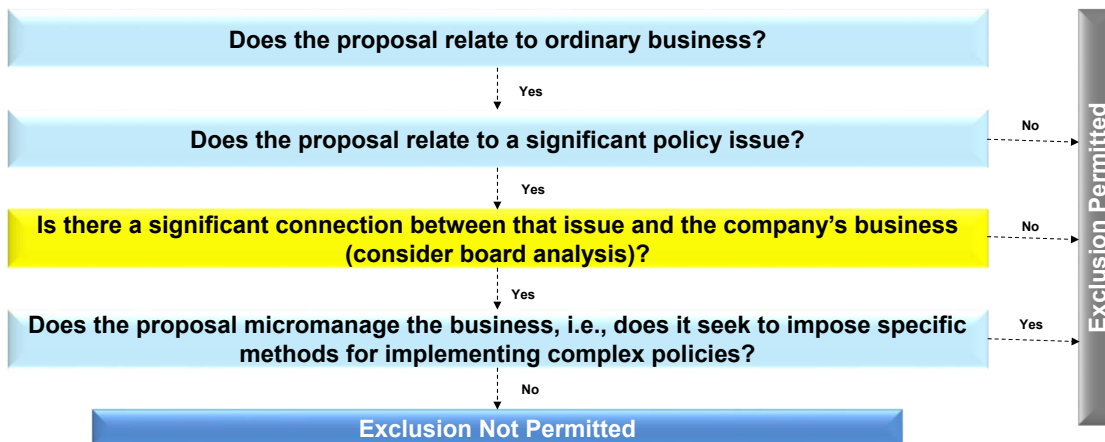 Does the proposal relate to ordinary business?
Yes
Does the proposal relate to a significant policy issue?
No
Yes
Is there a significant connection between that issue and the company’s business
(consider board analysis)?
No
Yes
Does the proposal micromanage the business, i.e., does it seek to impose specific
methods for implementing complex policies?
Yes
No
Exclusion Not Permitted
Exclusion Permitted